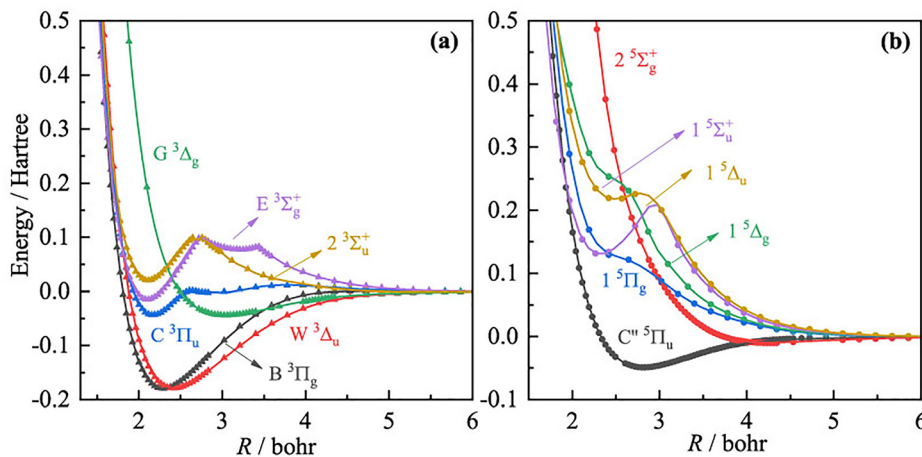 (a)
Energy / Hartree
0.5
0.4
0.3
0.2
0.1
0.0
-0.1
-0.2
G ³Δg
E ³Σg⁺
2 ³Σu⁺
C ³Πu
W ³Δu
B ³Πg
2 3 4 5 6
R / bohr
(b)
0.5
0.4
0.3
0.2
0.1
0.0
-0.1
2 ⁵Σg⁺
1 ⁵Σu⁺
1 ⁵Δu
1 ⁵Δg
1 ⁵Πg
C" ⁵Πu
2 3 4 5 6
R / bohr